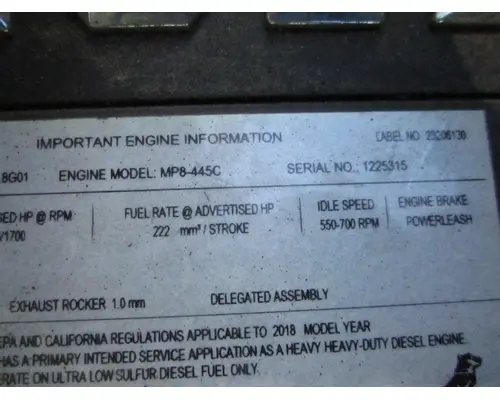 IMPORTANT ENGINE INFORMATION LABEL NO 23206130
8G01 ENGINE MODEL: MP8-445C SERIAL NO.: 1225315
SED HP @ RPM FUEL RATE @ ADVERTISED HP IDLE SPEED ENGINE BRAKE
/1700 222 mm³/ STROKE 550-700 RPM POWERLEASH
EXHAUST ROCKER 1.0 mm DELEGATED ASSEMBLY
EPA AND CALIFORNIA REGULATIONS APPLICABLE TO 2018 MODEL YEAR
HAS A PRIMARY INTENDED SERVICE APPLICATION AS A HEAVY HEAVY-DUTY DIESEL ENGINE.
ERATE ON ULTRA LOW SULFUR DIESEL FUEL ONLY.